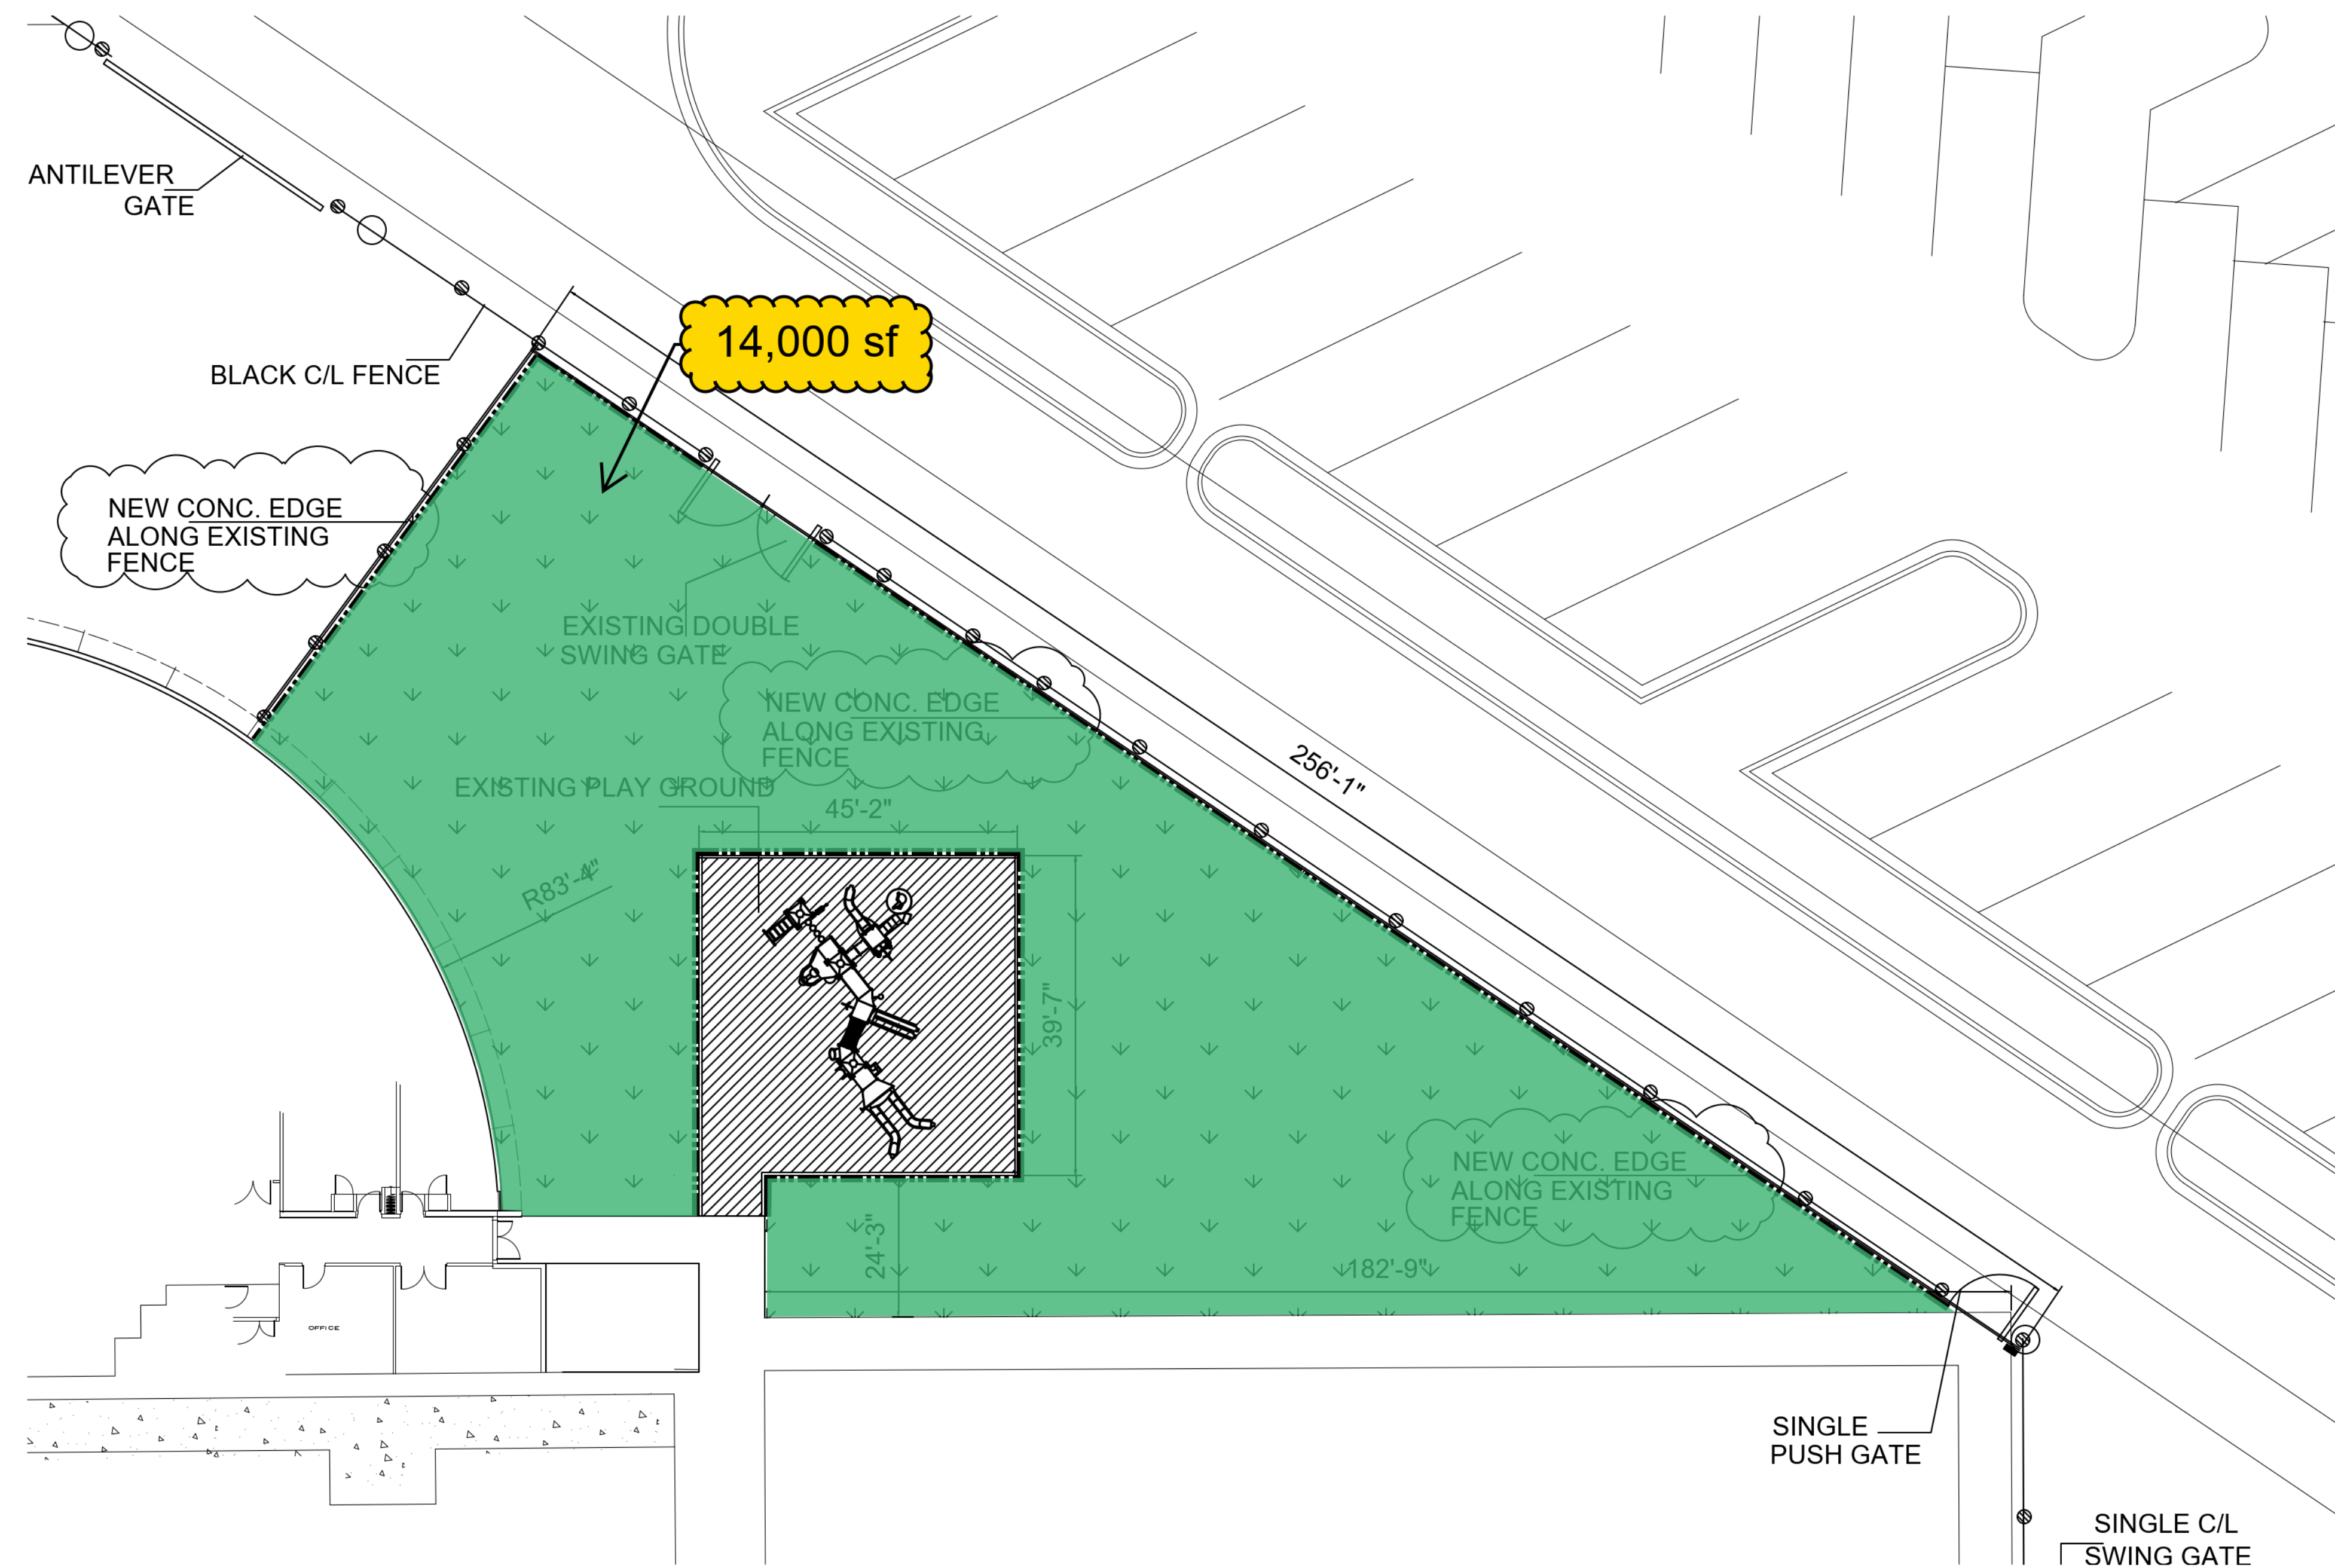 ANTILEVER
GATE
14,000 sf
BLACK C/L FENCE
NEW CONC. EDGE
ALONG EXISTING
FENCE
EXISTING DOUBLE
SWING GATE
NEW CONC. EDGE
ALONG EXISTING
FENCE
256'-1"
EXISTING PLAY GROUND
45'-2"
R83'-4"
39'-7"
NEW CONC. EDGE
ALONG EXISTING
FENCE
24'-3"
182'-9"
OFFICE
SINGLE
PUSH GATE
SINGLE C/L
SWING GATE